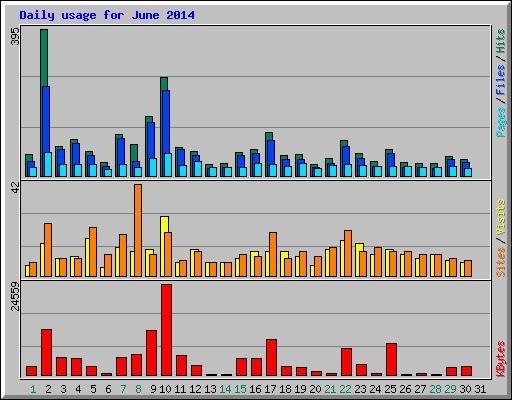 Daily usage for June 2014
395
Pages / Files / Hits
42
Sites / Visits
24559
KBytes
1 2 3 4 5 6 7 8 9 10 11 12 13 14 15 16 17 18 19 20 21 22 23 24 25 26 27 28 29 30 31